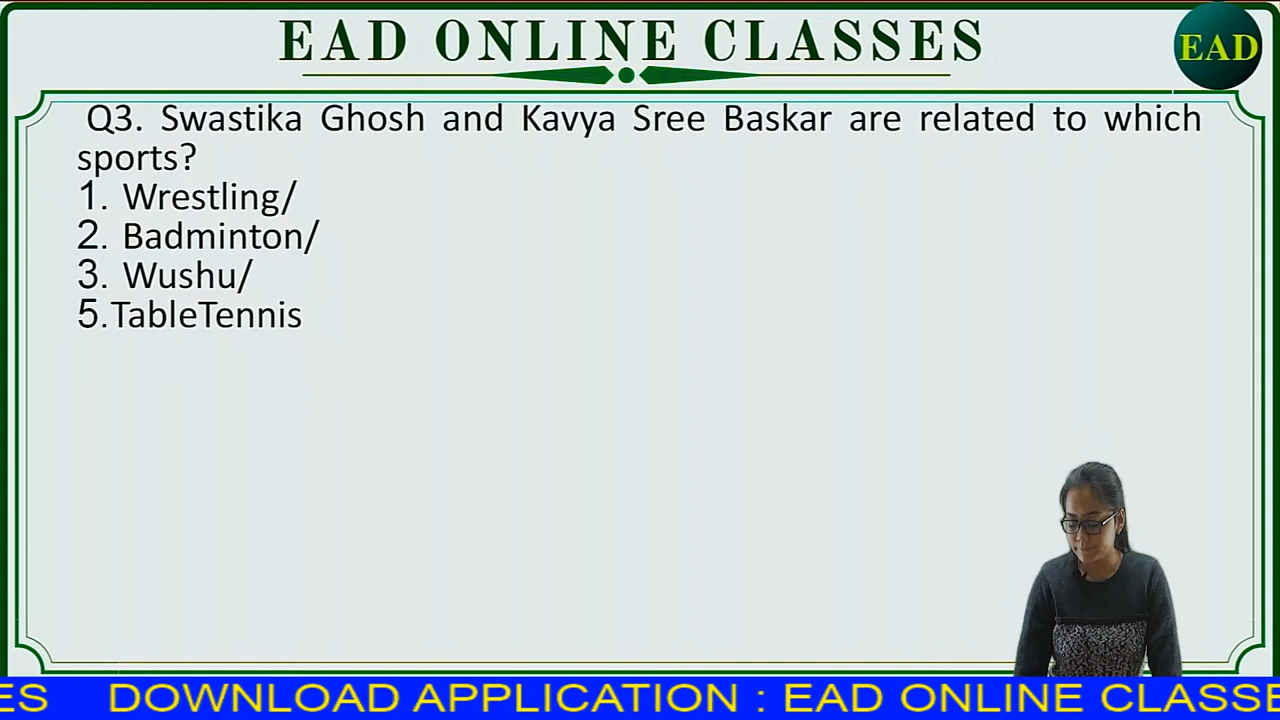 EAD ONLINE CLASSES
EAD
Q3. Swastika Ghosh and Kavya Sree Baskar are related to which
sports?
1. Wrestling/
2. Badminton/
3. Wushu/
5.TableTennis
ES DOWNLOAD APPLICATION : EAD ONLINE CLASSE